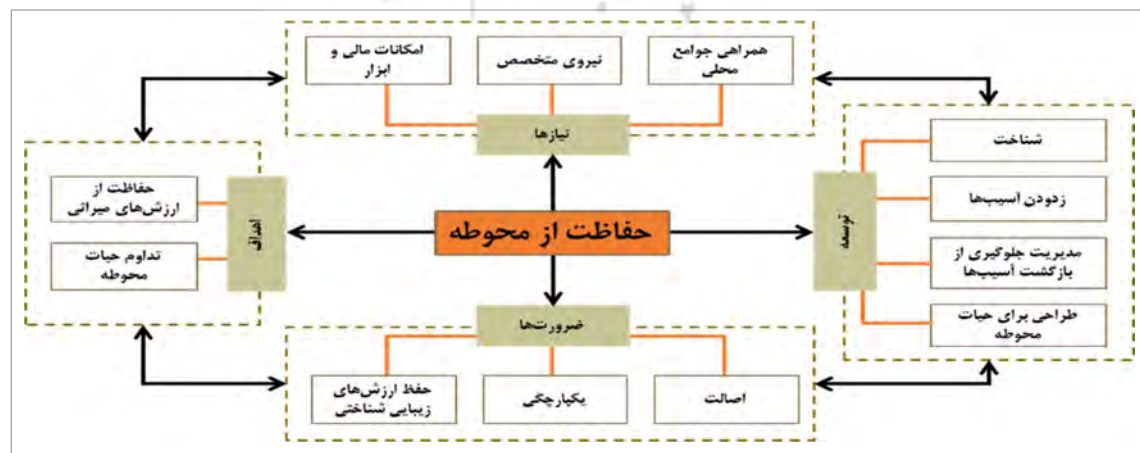 همراهی جوامع
محلی
نیروی متخصص
امکانات مالی و
ابزار
نیازها
شناخت
زدودن آسیب‌ها
مدیریت جلوگیری از
بازگشت آسیب‌ها
طراحی برای حیات
محوطه
توسعه
حفاظت از محوطه
اهداف
حفاظت از
ارزش‌های میراثی
تداوم حیات
محوطه
ضرورت‌ها
اصالت
یکپارچگی
حفظ ارزش‌های
زیبایی شناختی